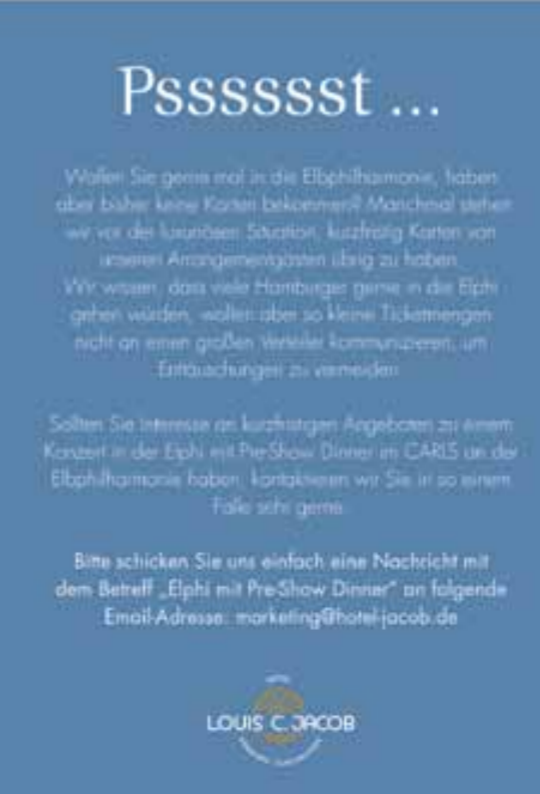 Psssssst ...
Wollen Sie gerne mal in die Elbphilharmonie, haben
aber bisher keine Karten bekommen? Manchmal stehen
wir vor der luxuriösen Situation, kurzfristig Karten von
unseren Arrangementgästen übrig zu haben.
Wir wissen, dass viele Hamburger gerne in die Elphi
gehen würden, wollen aber so kleine Ticketmengen
nicht an einen großen Verteiler kommunizieren, um
Enttäuschungen zu vermeiden.
Sollten Sie Interesse an kurzfristigen Angeboten zu einem
Konzert in der Elphi mit Pre-Show Dinner im CARLS an der
Elbphilharmonie haben, kontaktieren wir Sie in so einem
Falle sehr gerne.
Bitte schicken Sie uns einfach eine Nachricht mit
dem Betreff „Elphi mit Pre-Show Dinner“ an folgende
Email-Adresse: marketing@hotel-jacob.de
LOUIS C. JACOB